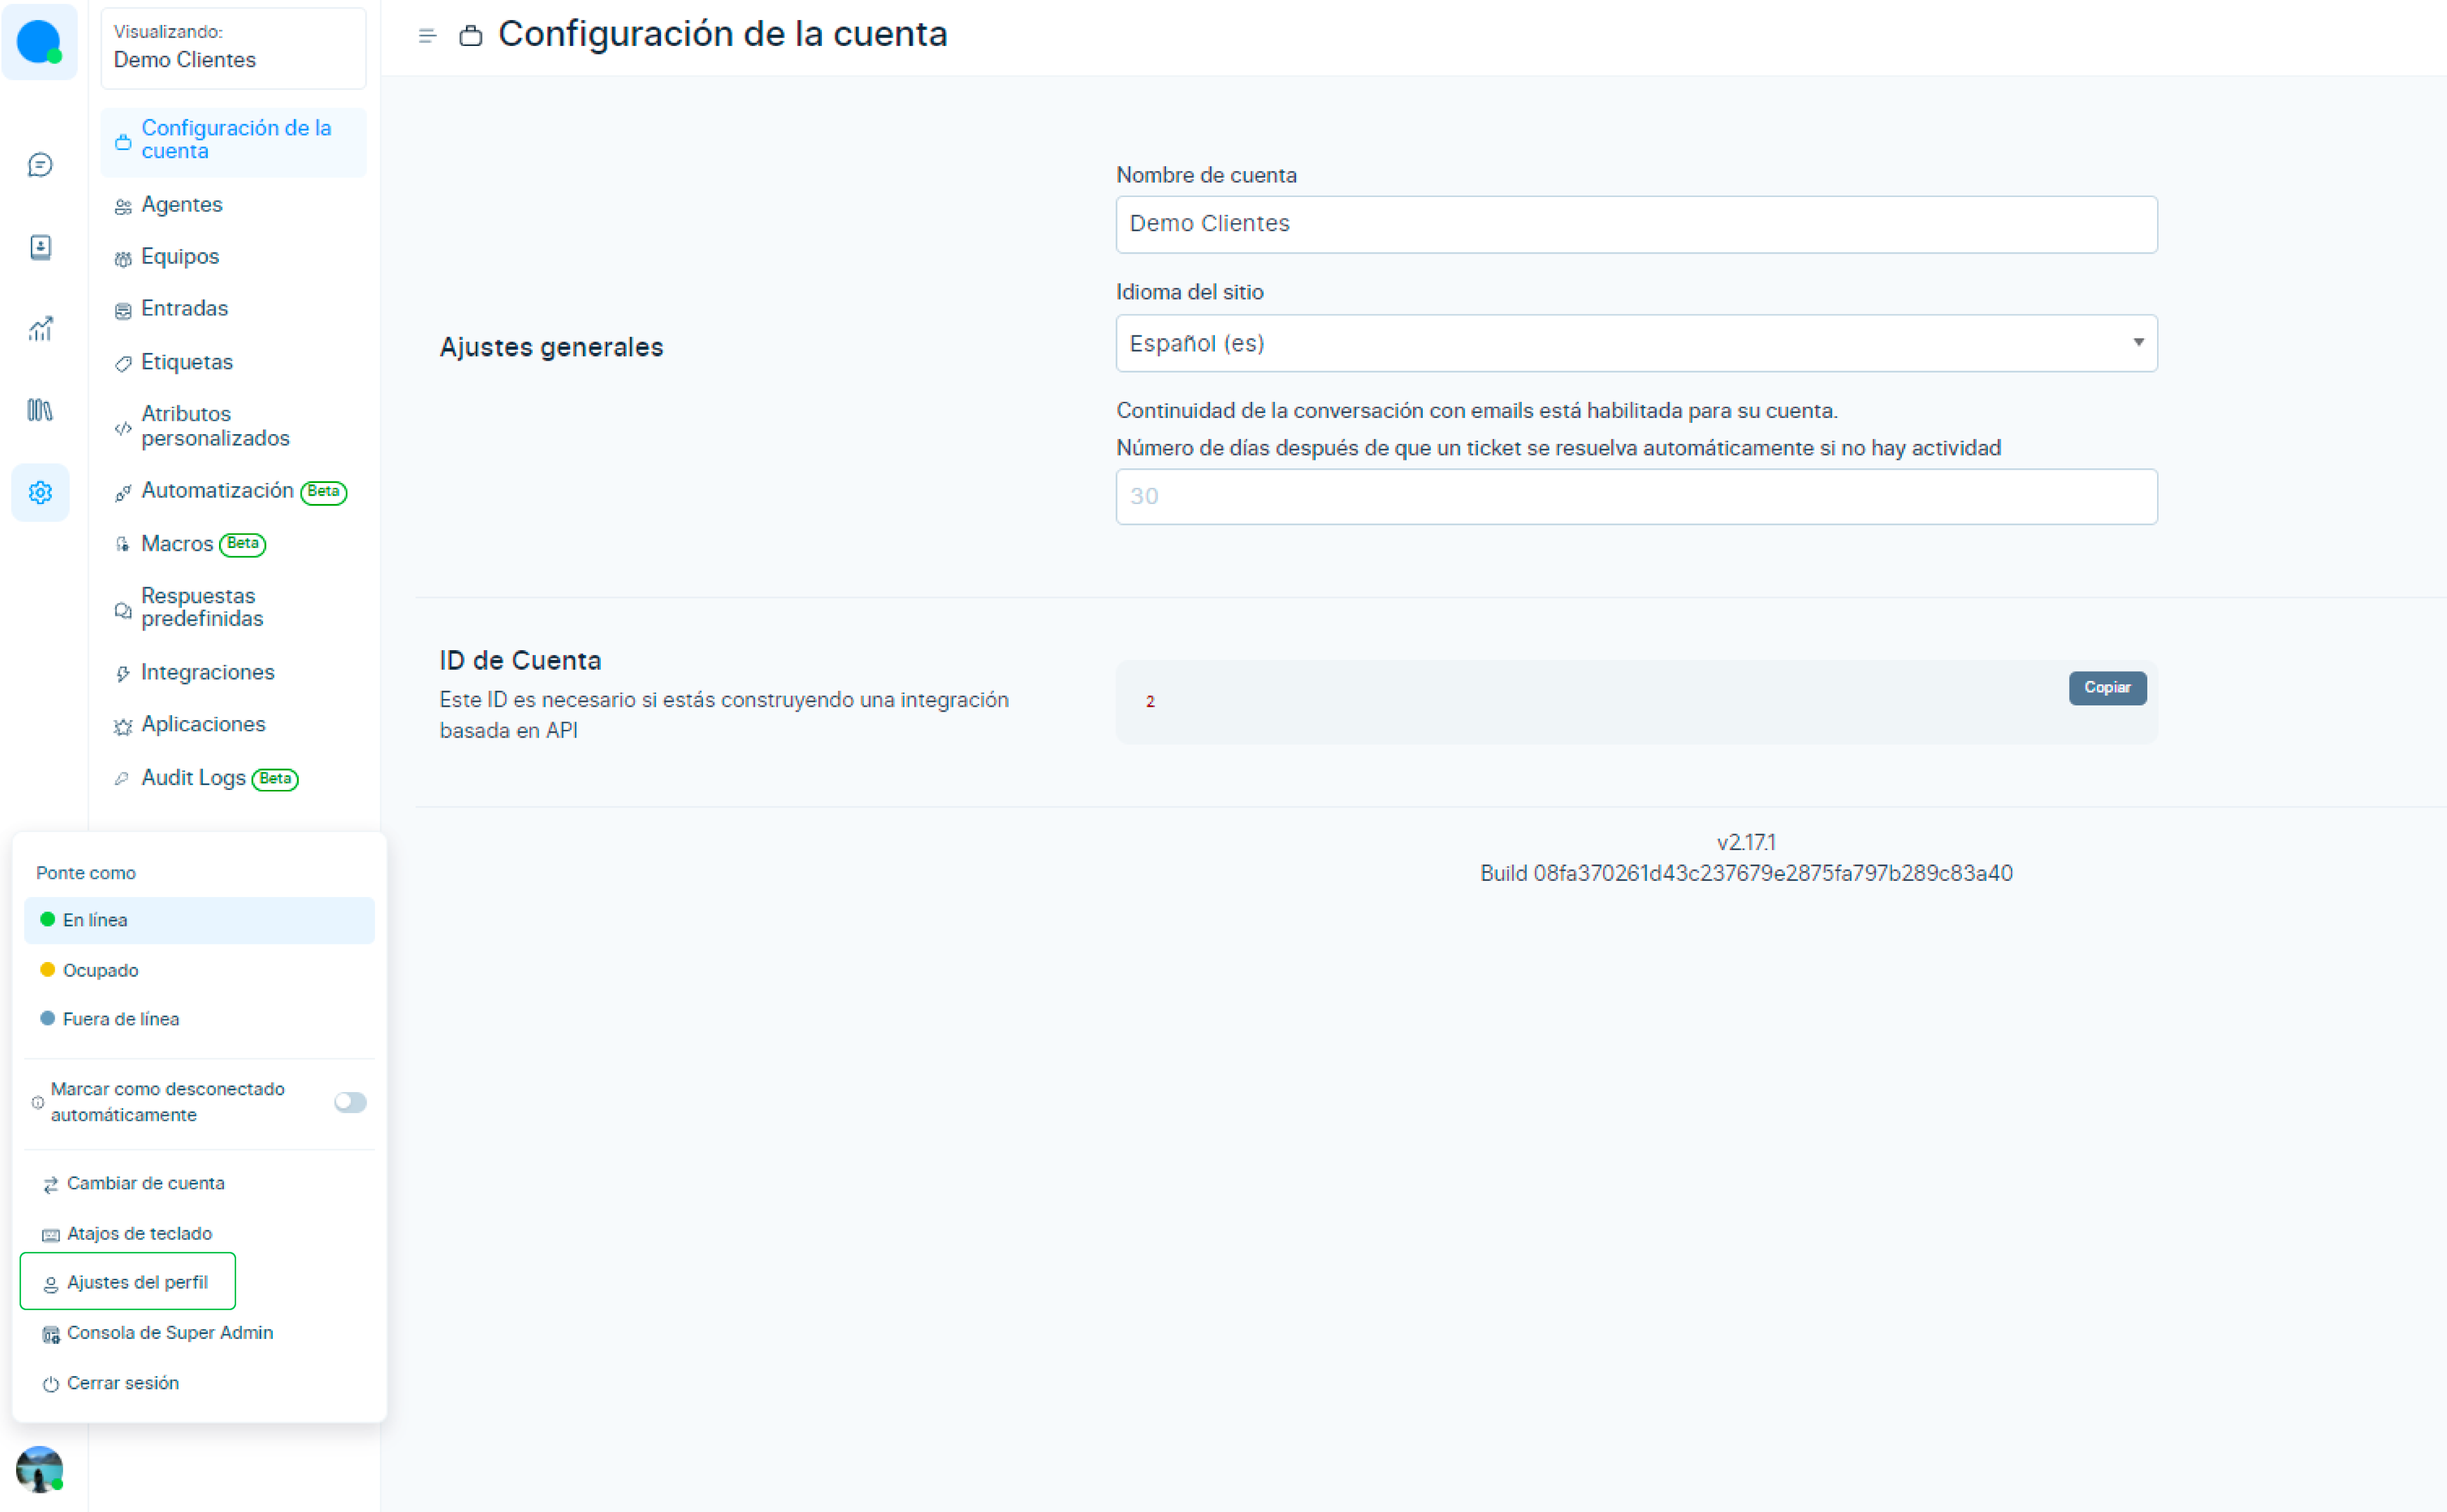 Visualizando:
Demo Clientes
Configuración de la
cuenta
Agentes
Equipos
Entradas
Etiquetas
Atributos
personalizados
Automatización Beta
Macros Beta
Respuestas
predefinidas
Integraciones
Aplicaciones
Audit Logs Beta
Ponte como
En línea
Ocupado
Fuera de línea
Marcar como desconectado
automáticamente
Cambiar de cuenta
Atajos de teclado
Ajustes del perfil
Consola de Super Admin
Cerrar sesión
Configuración de la cuenta
Ajustes generales
Nombre de cuenta
Demo Clientes
Idioma del sitio
Español (es)
Continuidad de la conversación con emails está habilitada para su cuenta.
Número de días después de que un ticket se resuelva automáticamente si no hay actividad
30
ID de Cuenta
Este ID es necesario si estás construyendo una integración
basada en API
2
Copiar
v2.17.1
Build 08fa370261d43c237679e2875fa797b289c83a40